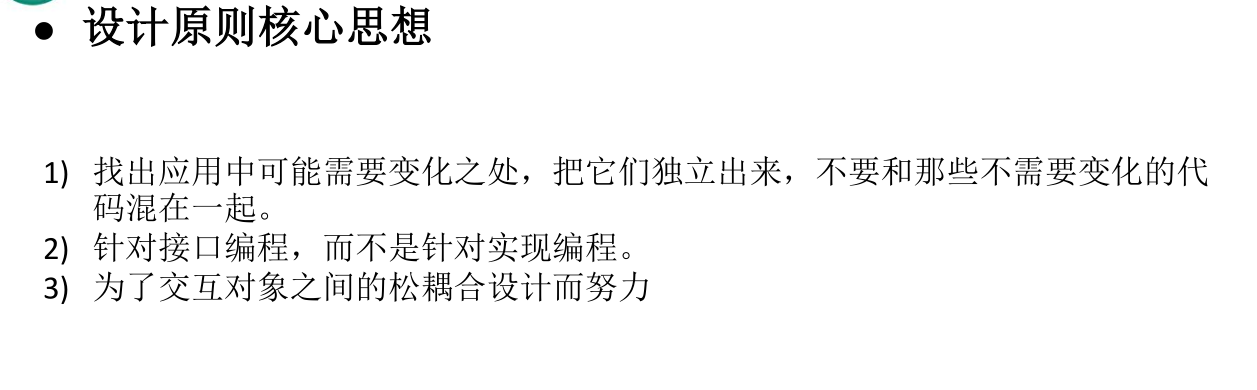 ● 设计原则核心思想
1) 找出应用中可能需要变化之处，把它们独立出来，不要和那些不需要变化的代
码混在一起。
2) 针对接口编程，而不是针对实现编程。
3) 为了交互对象之间的松耦合设计而努力